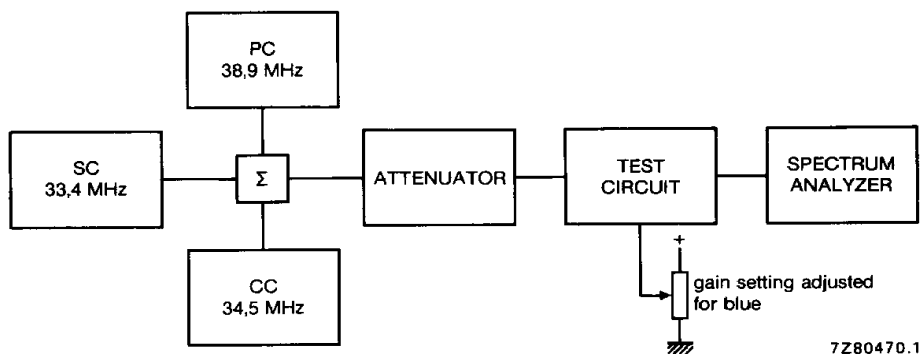 PC
38,9 MHz
SC
33,4 MHz
Σ
ATTENUATOR
TEST
CIRCUIT
SPECTRUM
ANALYZER
CC
34,5 MHz
+
gain setting adjusted
for blue
7Z80470.1